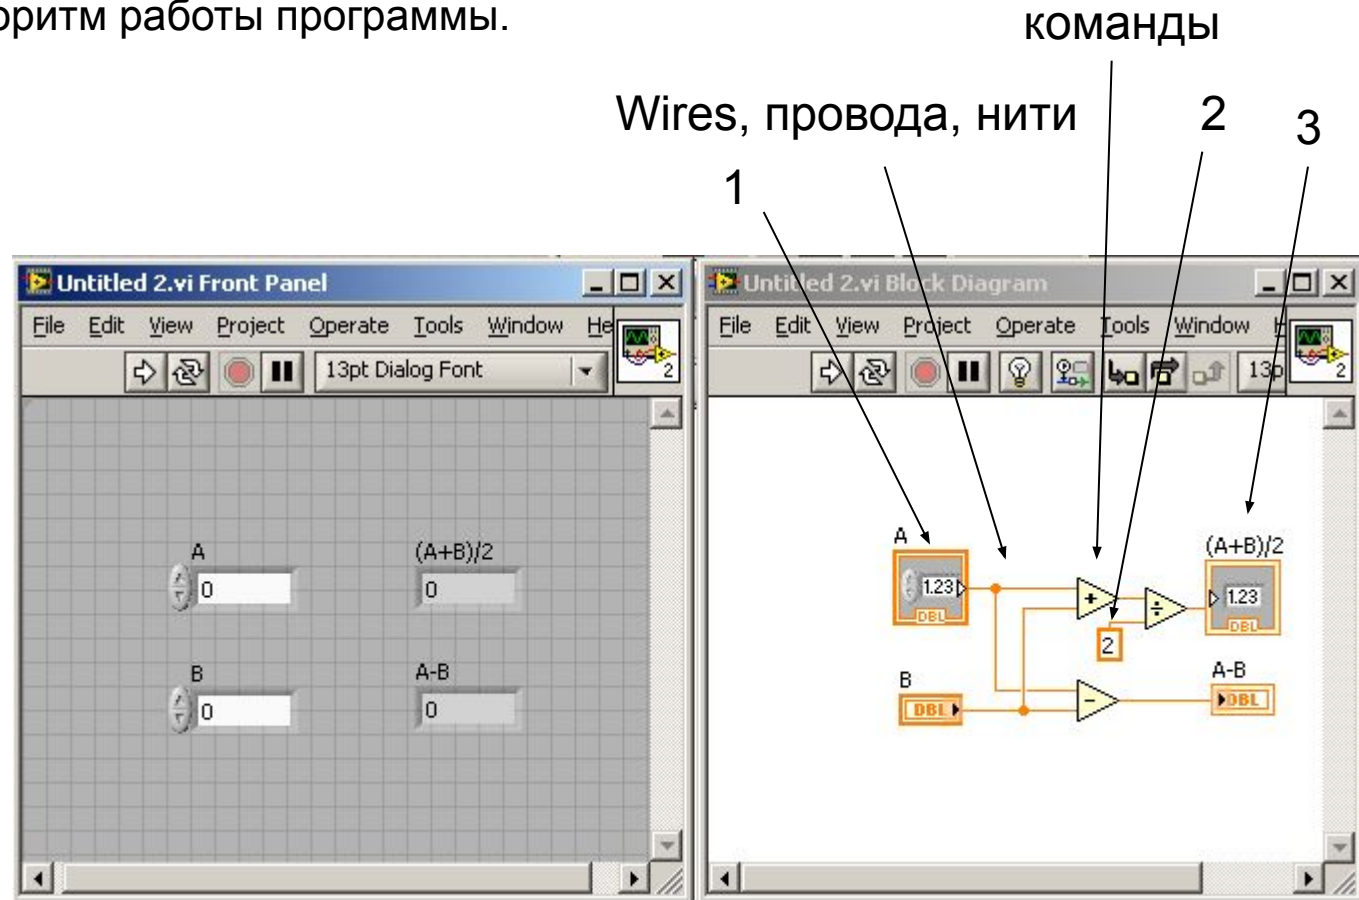 оритм работы программы.
команды
Wires, провода, нити
2
3
1
Untitled 2.vi Front Panel
File Edit View Project Operate Tools Window He
13pt Dialog Font
2
A
0
(A+B)/2
0
B
0
A-B
0
Untitled 2.vi Block Diagram
File Edit View Project Operate Tools Window
13p
2
A
1.23
DBL
+
÷
2
(A+B)/2
1.23
DBL
B
DBL
-
A-B
DBL